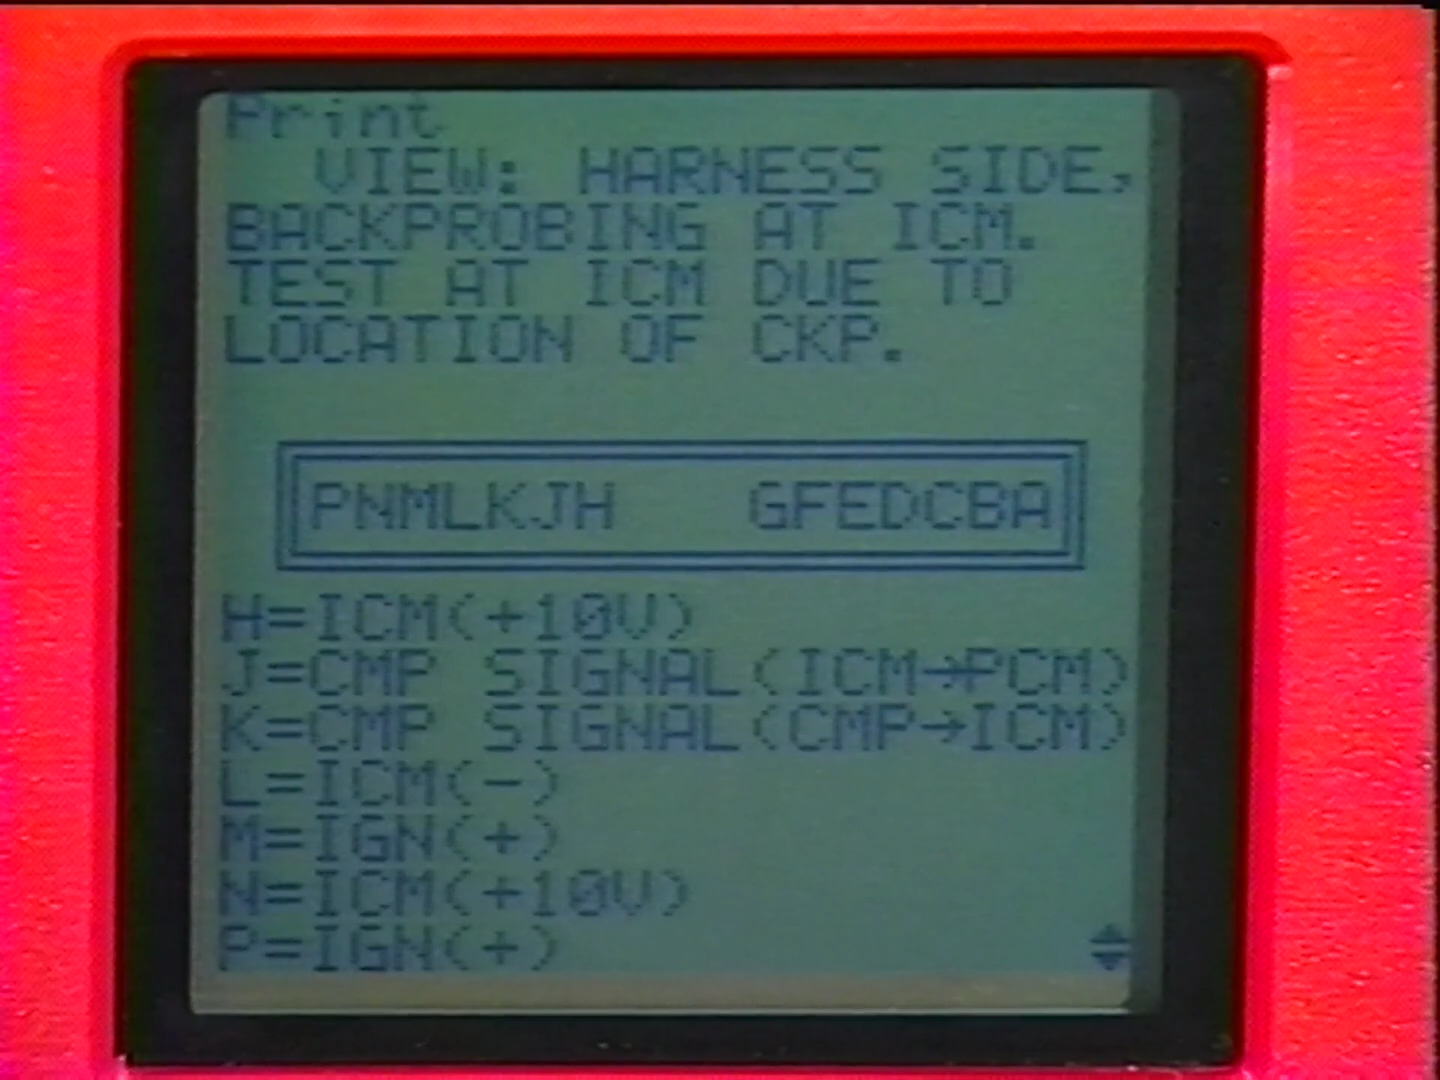 Print
VIEW: HARNESS SIDE,
BACKPROBING AT ICM.
TEST AT ICM DUE TO
LOCATION OF CKP.
PNMLKJH GFEDCBA
H=ICM(+10V)
J=CMP SIGNAL(ICM→PCM)
K=CMP SIGNAL(CMP→ICM)
L=ICM(-)
M=IGN(+)
N=ICM(+10V)
P=IGN(+)